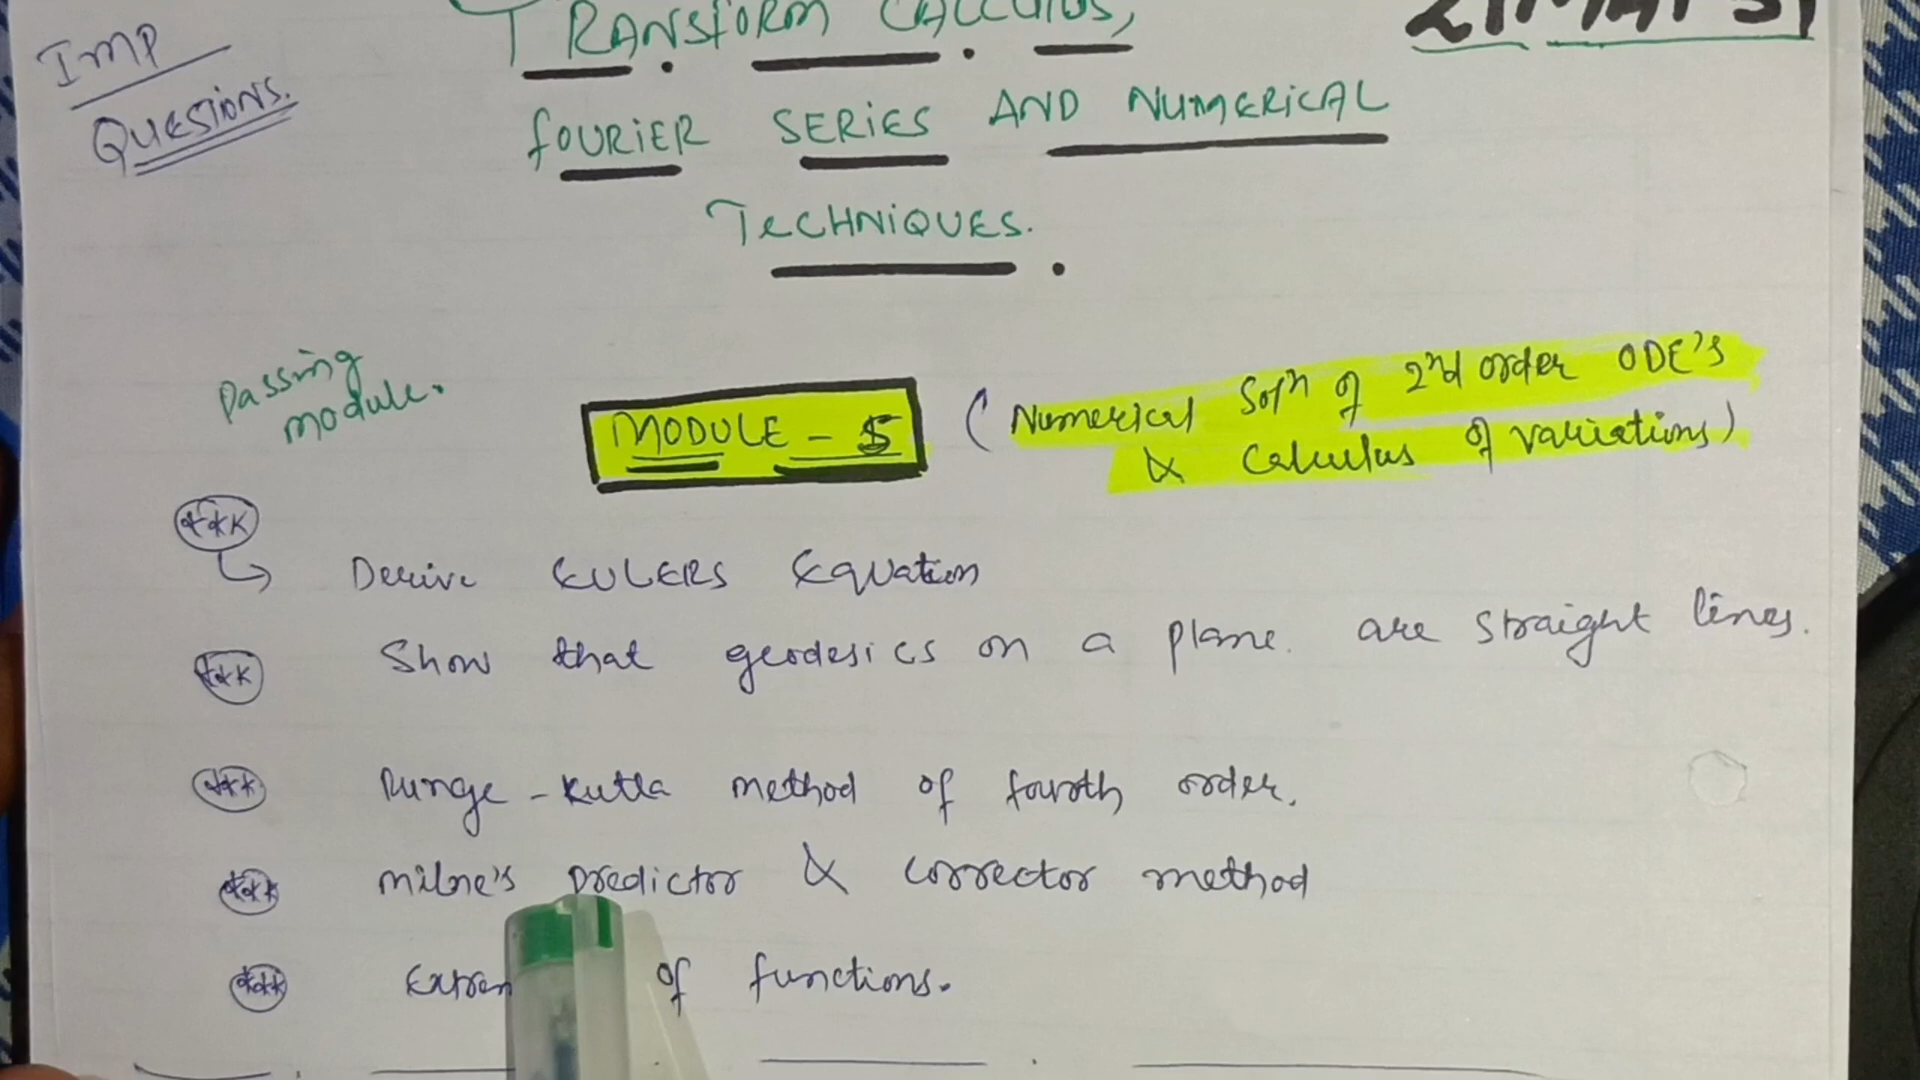 Imp
Questions.
Transform Calculus,
21MAT31
Fourier Series and Numerical
Techniques.
Passing
module.
Module - 5
(Numerical Solⁿ of 2nd order ODE's
& Calculus of variations)
***
Derive Eulers Equation
*** Show that geodesics on a plane. are straight lines.
*** Runge - Kutta method of fourth order.
*** milne's predictor & corrector method
*** of functions.